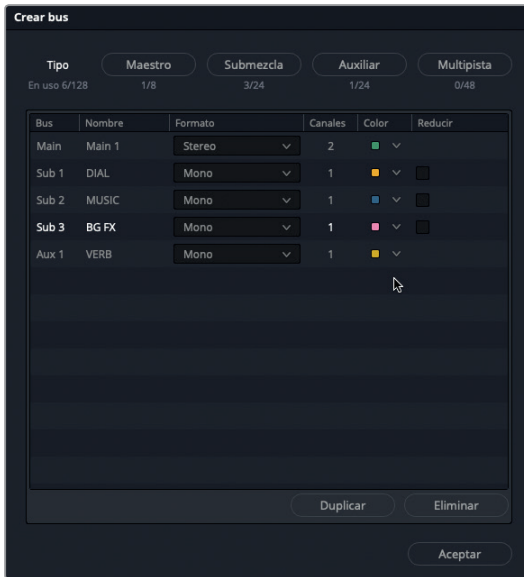 Crear bus
Tipo Maestro Submezcla Auxiliar Multipista
En uso 6/128 1/8 3/24 1/24 0/48
Bus Nombre Formato Canales Color Reducir
Main Main 1 Stereo 2
Sub 1 DIAL Mono 1
Sub 2 MUSIC Mono 1
Sub 3 BG FX Mono 1
Aux 1 VERB Mono 1
Duplicar Eliminar
Aceptar